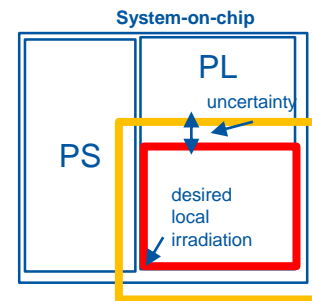 System-on-chip
PL
uncertainty
PS
desired
local
irradiation